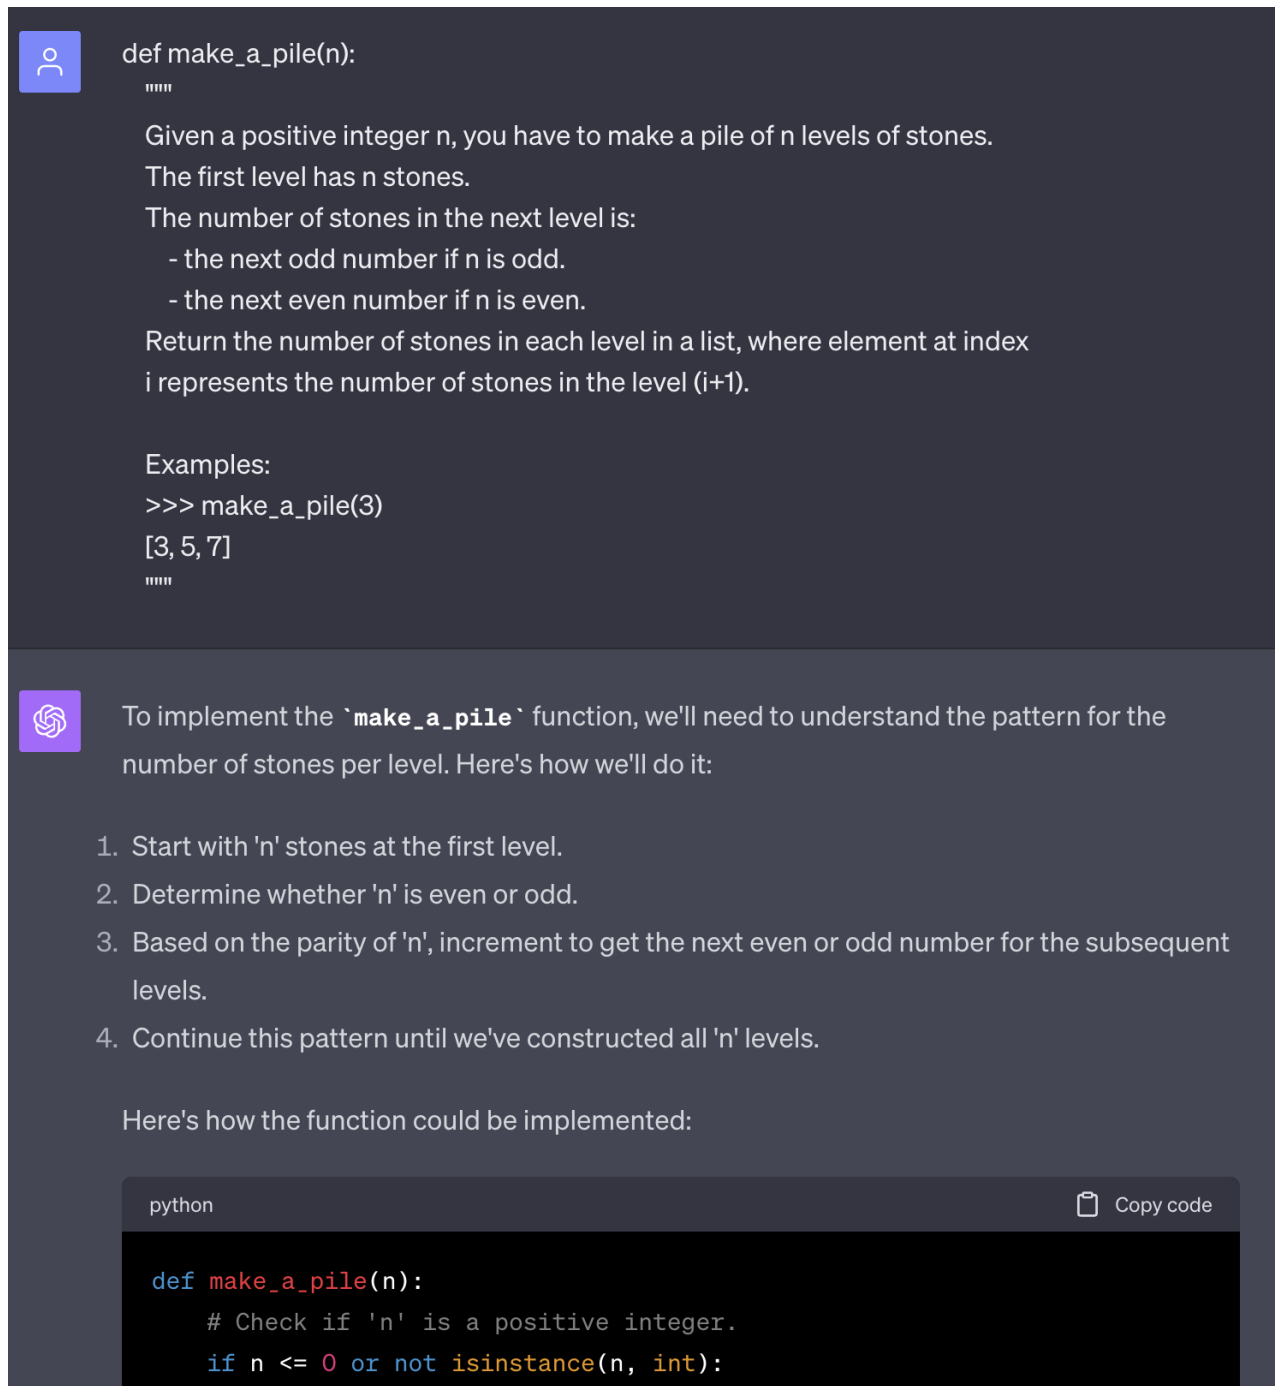 def make_a_pile(n):
"""
Given a positive integer n, you have to make a pile of n levels of stones.
The first level has n stones.
The number of stones in the next level is:
- the next odd number if n is odd.
- the next even number if n is even.
Return the number of stones in each level in a list, where element at index
i represents the number of stones in the level (i+1).
Examples:
>>> make_a_pile(3)
[3, 5, 7]
"""
To implement the `make_a_pile` function, we'll need to understand the pattern for the
number of stones per level. Here's how we'll do it:
1. Start with 'n' stones at the first level.
2. Determine whether 'n' is even or odd.
3. Based on the parity of 'n', increment to get the next even or odd number for the subsequent
levels.
4. Continue this pattern until we've constructed all 'n' levels.
Here's how the function could be implemented:
python Copy code
def make_a_pile(n):
# Check if 'n' is a positive integer.
if n <= 0 or not isinstance(n, int):